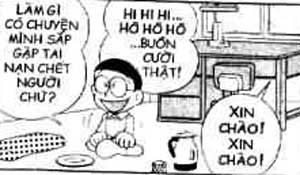 LÀM GÌ
CÓ CHUYỆN
MÌNH SẮP
GẶP TAI
NẠN CHẾT
NGƯỜI
CHỨ?
HI HI HI...
HÔ HÔ HÔ
...BUỒN
CƯỜI
THẬT!
XIN
CHÀO!
XIN
CHÀO!